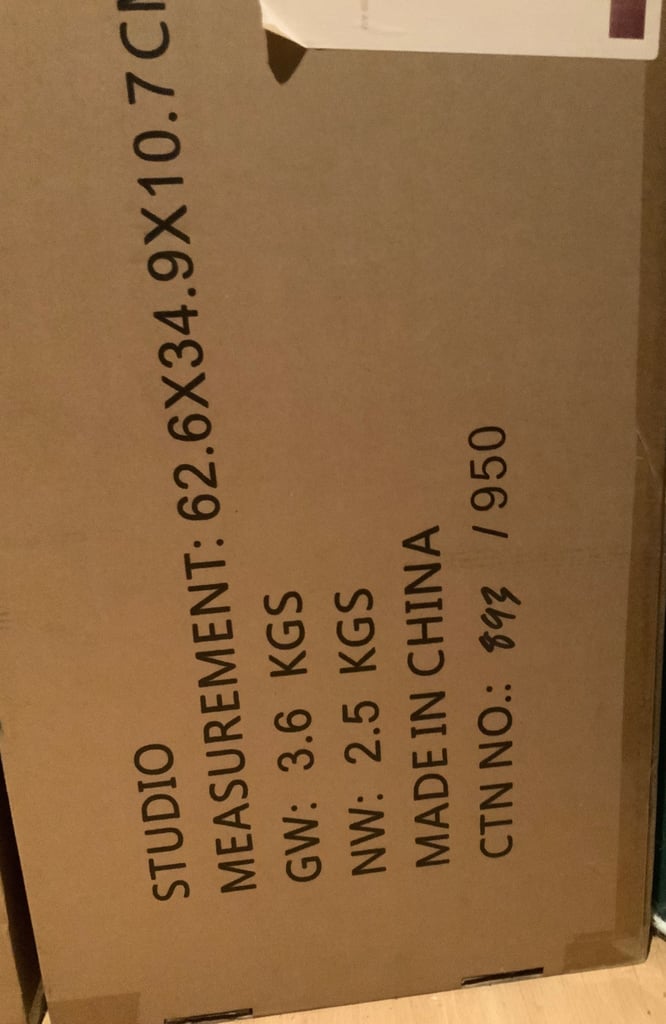 STUDIO
MEASUREMENT: 62.6X34.9X10.7CM
GW: 3.6 KGS
NW: 2.5 KGS
MADE IN CHINA
CTN NO.: 893 /950